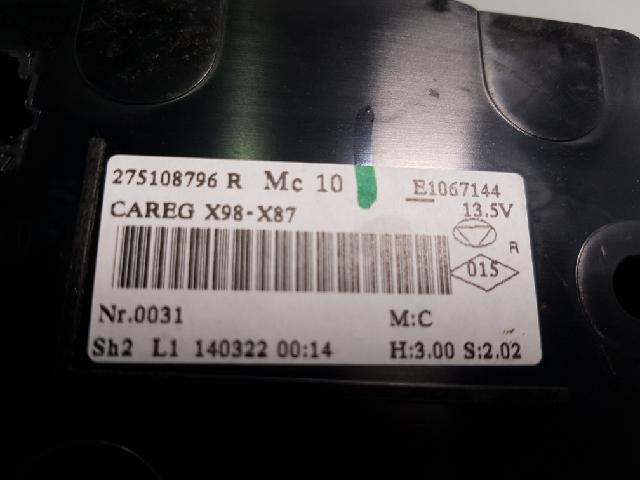 275108796 R Mc 10 E1067144
CAREG X98-X87 13.5V
R
015
Nr.0031 M:C
Sh2 L1 140322 00:14 H:3.00 S:2.02